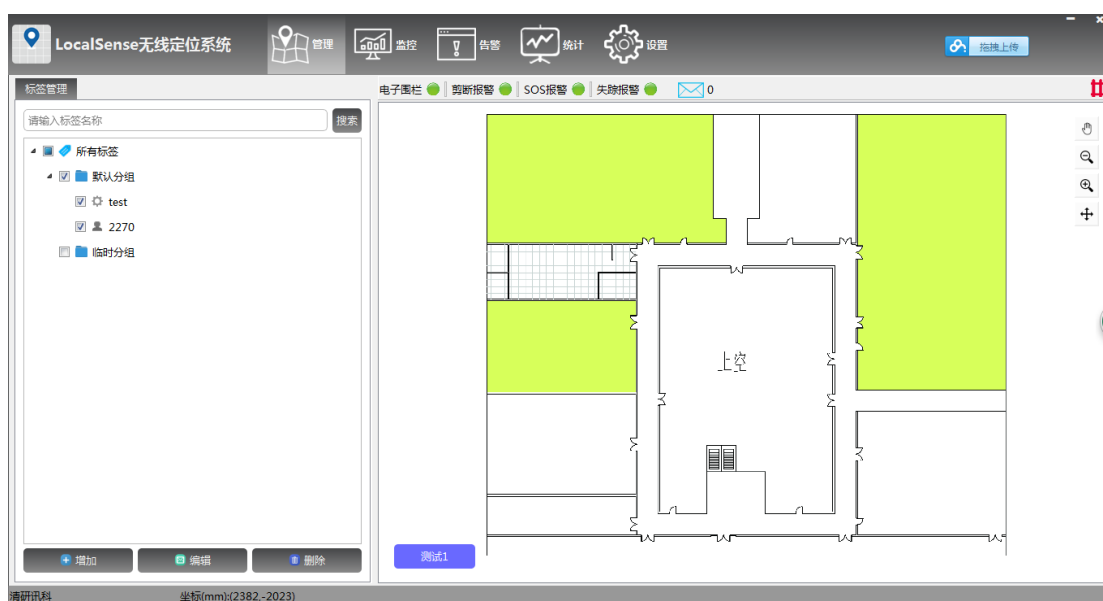 LocalSense无线定位系统
管理
监控
告警
统计
设置
拖拽上传
标签管理
电子围栏
剪断报警
SOS报警
失踪报警
0
请输入标签名称
搜索
所有标签
默认分组
test
2270
临时分组
上空
增加
编辑
删除
测试1
清研讯科
坐标(mm):(2382,-2023)